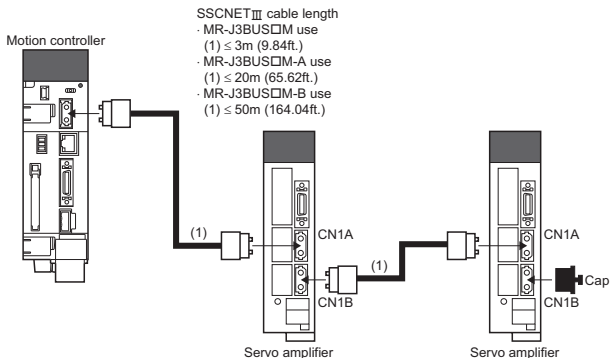 SSCNETⅢ cable length
· MR-J3BUS□M use
(1) ≤ 3m (9.84ft.)
· MR-J3BUS□M-A use
(1) ≤ 20m (65.62ft.)
· MR-J3BUS□M-B use
(1) ≤ 50m (164.04ft.)
Motion controller
(1)
CN1A
CN1B
(1)
CN1A
CN1B
Cap
Servo amplifier
Servo amplifier